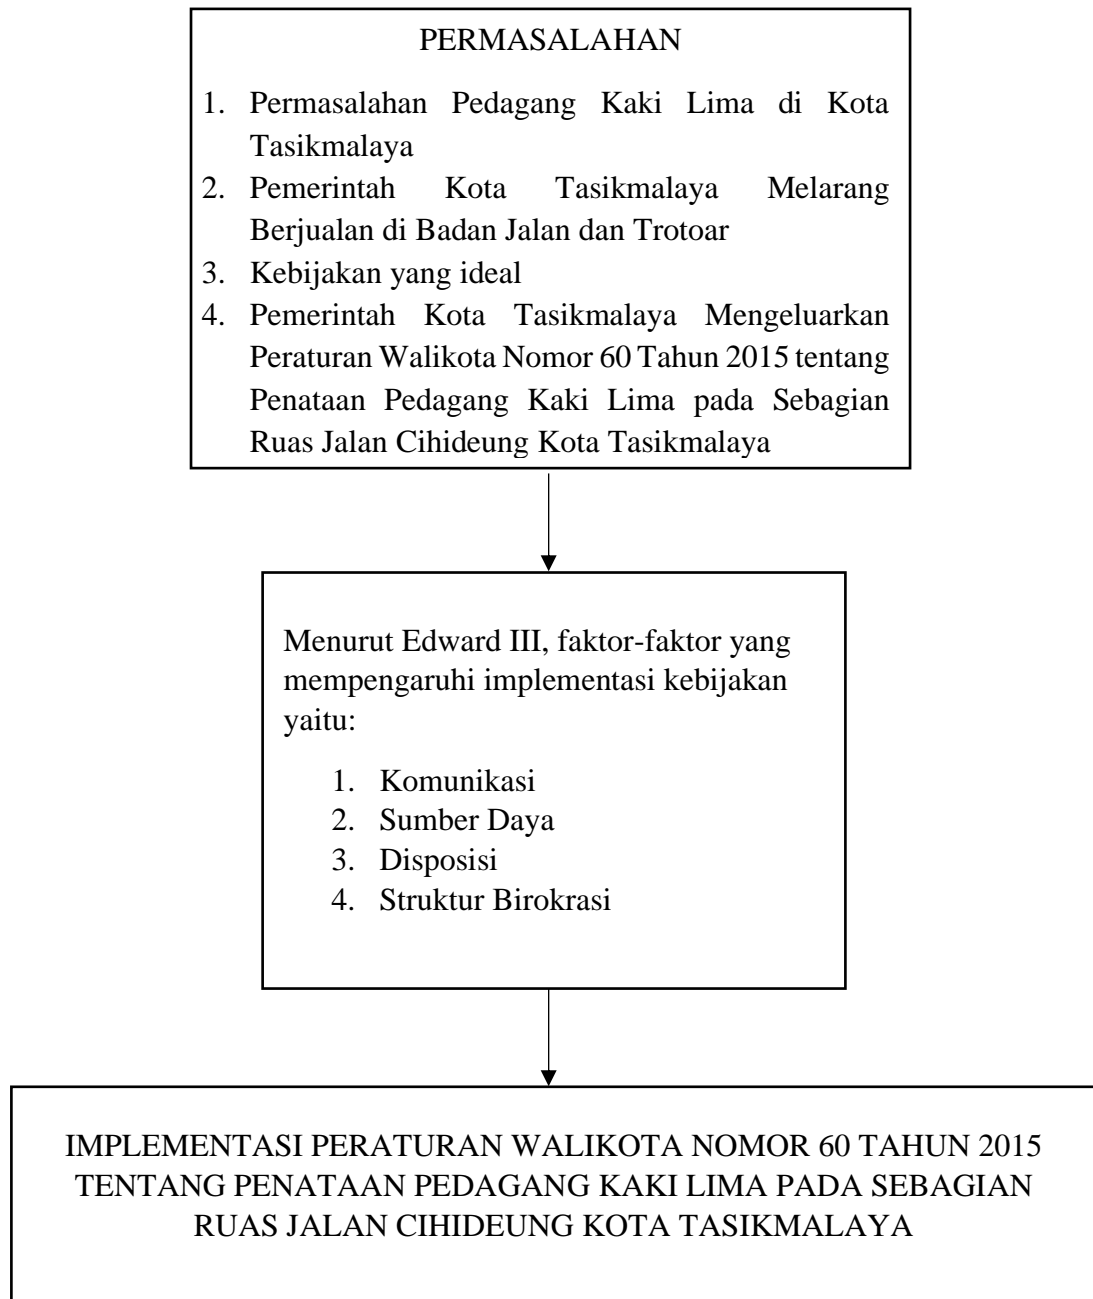 PERMASALAHAN
1. Permasalahan Pedagang Kaki Lima di Kota
Tasikmalaya
2. Pemerintah Kota Tasikmalaya Melarang
Berjualan di Badan Jalan dan Trotoar
3. Kebijakan yang ideal
4. Pemerintah Kota Tasikmalaya Mengeluarkan
Peraturan Walikota Nomor 60 Tahun 2015 tentang
Penataan Pedagang Kaki Lima pada Sebagian
Ruas Jalan Cihideung Kota Tasikmalaya
Menurut Edward III, faktor-faktor yang
mempengaruhi implementasi kebijakan
yaitu:
1. Komunikasi
2. Sumber Daya
3. Disposisi
4. Struktur Birokrasi
IMPLEMENTASI PERATURAN WALIKOTA NOMOR 60 TAHUN 2015
TENTANG PENATAAN PEDAGANG KAKI LIMA PADA SEBAGIAN
RUAS JALAN CIHIDEUNG KOTA TASIKMALAYA